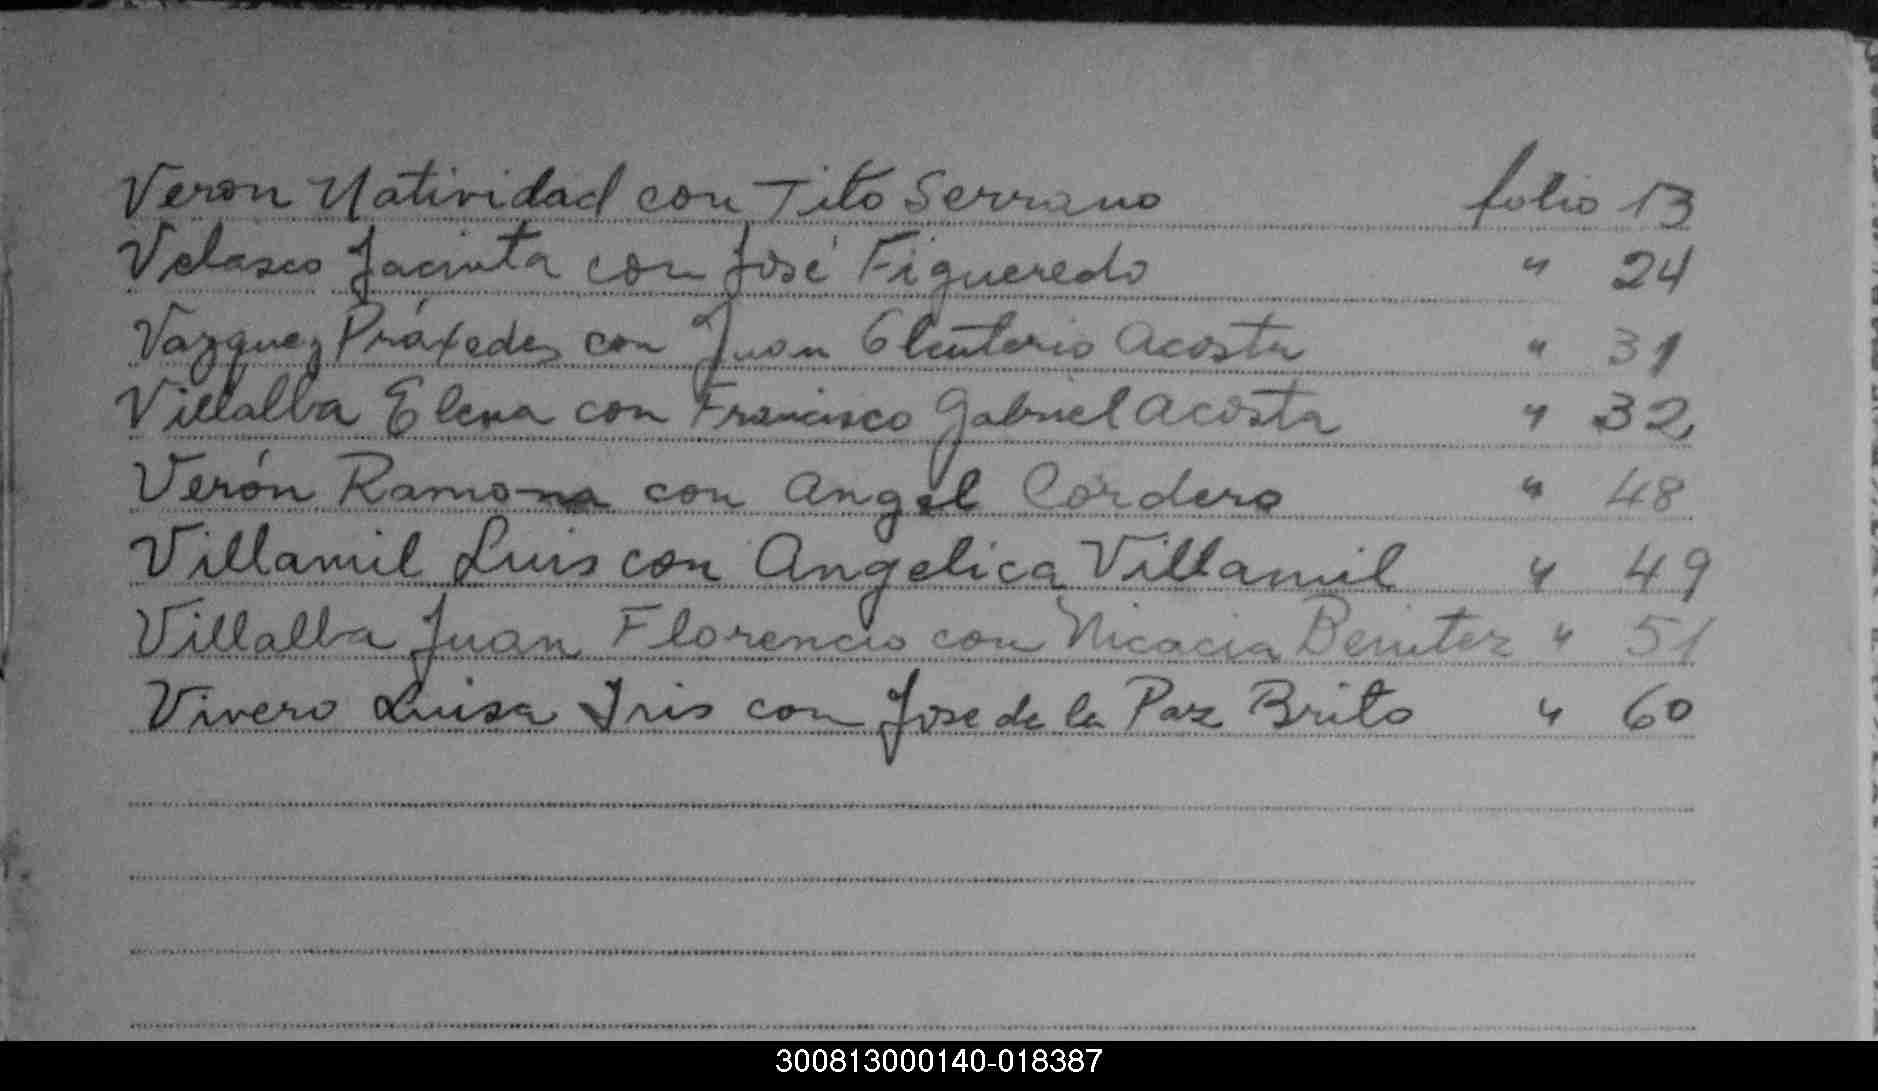 Veron Natividad con Tito Serrano folio 13
Velasco Jacinta con José Figueredo " 24
Vazquez Práxedes con Juan Eleuterio Acosta " 31
Villalba Elena con Francisco Gabriel Acosta " 32
Verón Ramona con Angel Cordero " 48
Villamil Luis con Angelica Villamil " 49
Villalba Juan Florencio con Nicacia Benitez " 51
Vivero Luisa Iris con Jose de la Paz Brito " 60
300813000140-018387